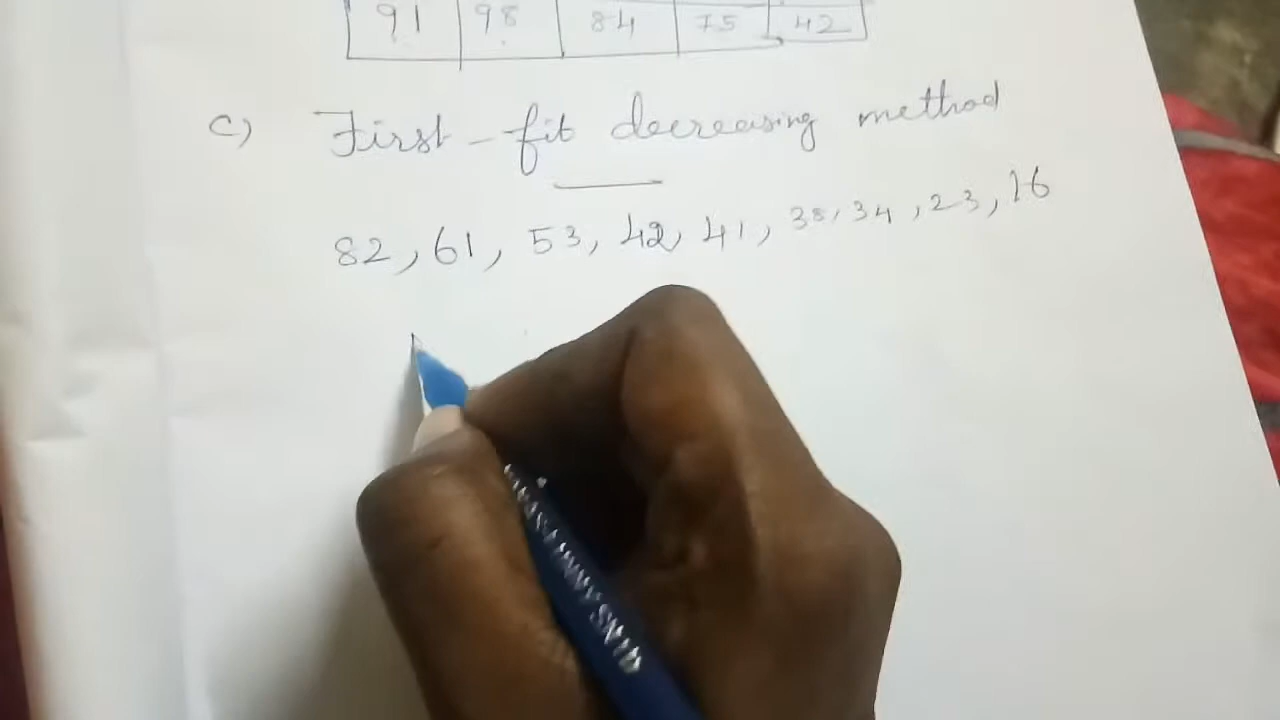 91 98 84 75 42
c) First-fit decreasing method
82, 61, 53, 42, 41, 38, 34, 23, 16